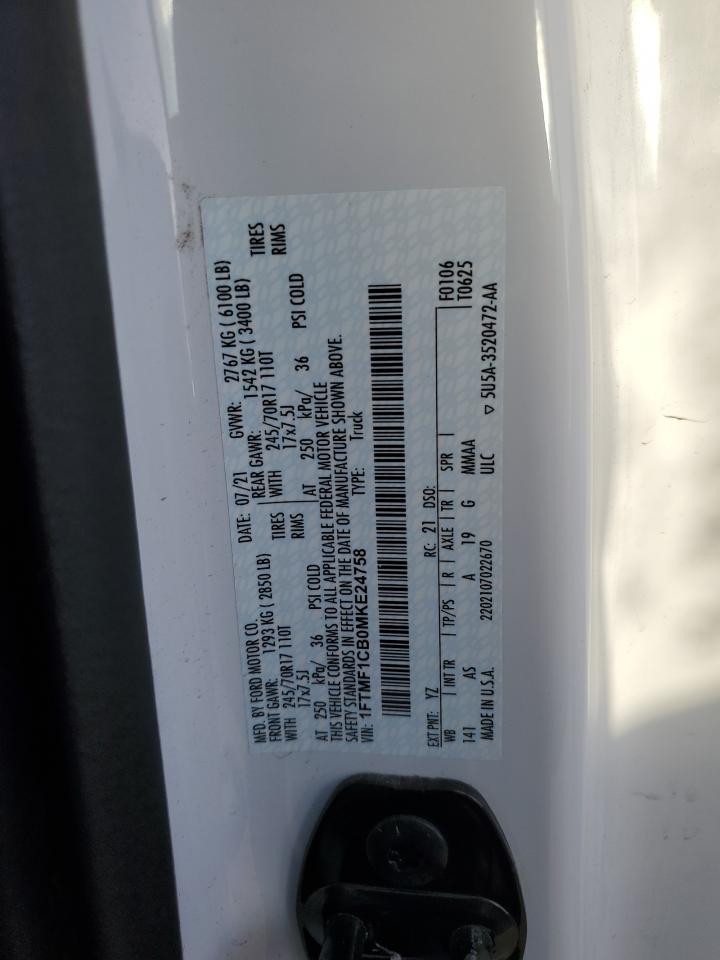 MFD. BY FORD MOTOR CO.
DATE: 07/21 GVWR: 2767 KG ( 6100 LB)
FRONT GAWR: 1293 KG ( 2850 LB) REAR GAWR: 1542 KG ( 3400 LB)
WITH 245/70R17 110T TIRES WITH 245/70R17 110T TIRES
17x7.5J RIMS 17x7.5J RIMS
AT 250 kPa/ 36 PSI COLD AT 250 kPa/ 36 PSI COLD
THIS VEHICLE CONFORMS TO ALL APPLICABLE FEDERAL MOTOR VEHICLE
SAFETY STANDARDS IN EFFECT ON THE DATE OF MANUFACTURE SHOWN ABOVE.
VIN: 1FTMF1CB0MKE24758 TYPE: Truck
EXT PNT: YZ RC: 21 DSO: F0106
WB INT TR TP/PS R AXLE TR SPR T0625
141 AS A 19 G MMAA
MADE IN U.S.A. 2202107022670 ULC ▽ 5U5A-3520472-AA